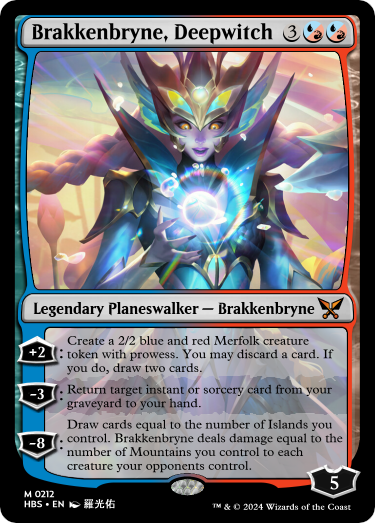 Brakkenbryne, Deepwitch 3
Legendary Planeswalker — Brakkenbryne
+2: Create a 2/2 blue and red Merfolk creature
token with prowess. You may discard a card. If
you do, draw two cards.
-3: Return target instant or sorcery card from your
graveyard to your hand.
Draw cards equal to the number of Islands you
-8: control. Brakkenbryne deals damage equal to the
number of Mountains you control to each
creature your opponents control.
5
M 0212
HBS • EN 羅光佑
™ & © 2024 Wizards of the Coast